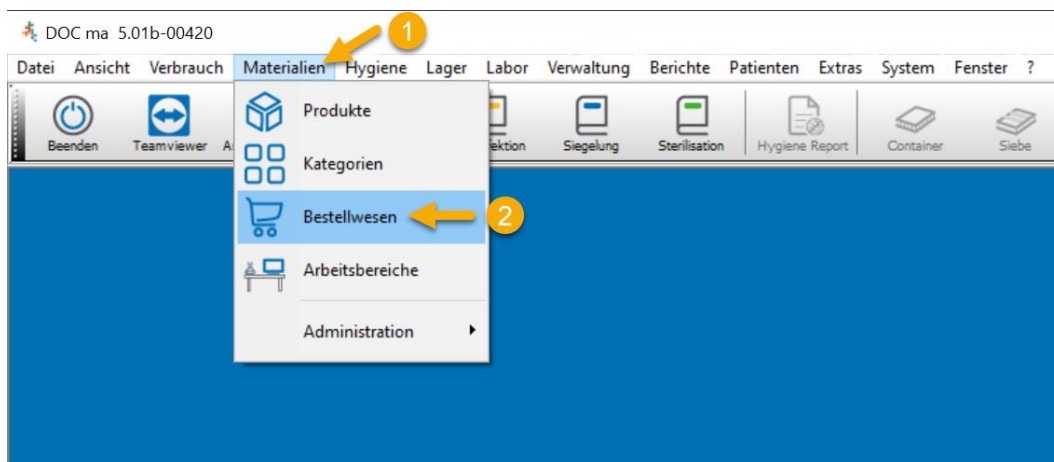 DOC ma 5.01b-00420
1
Datei Ansicht Verbrauch Materialien Hygiene Lager Labor Verwaltung Berichte Patienten Extras System Fenster ?
Beenden Teamviewer Siegelung Sterilisation Hygiene Report Container Siebe
Produkte
Kategorien
Bestellwesen 2
Arbeitsbereiche
Administration